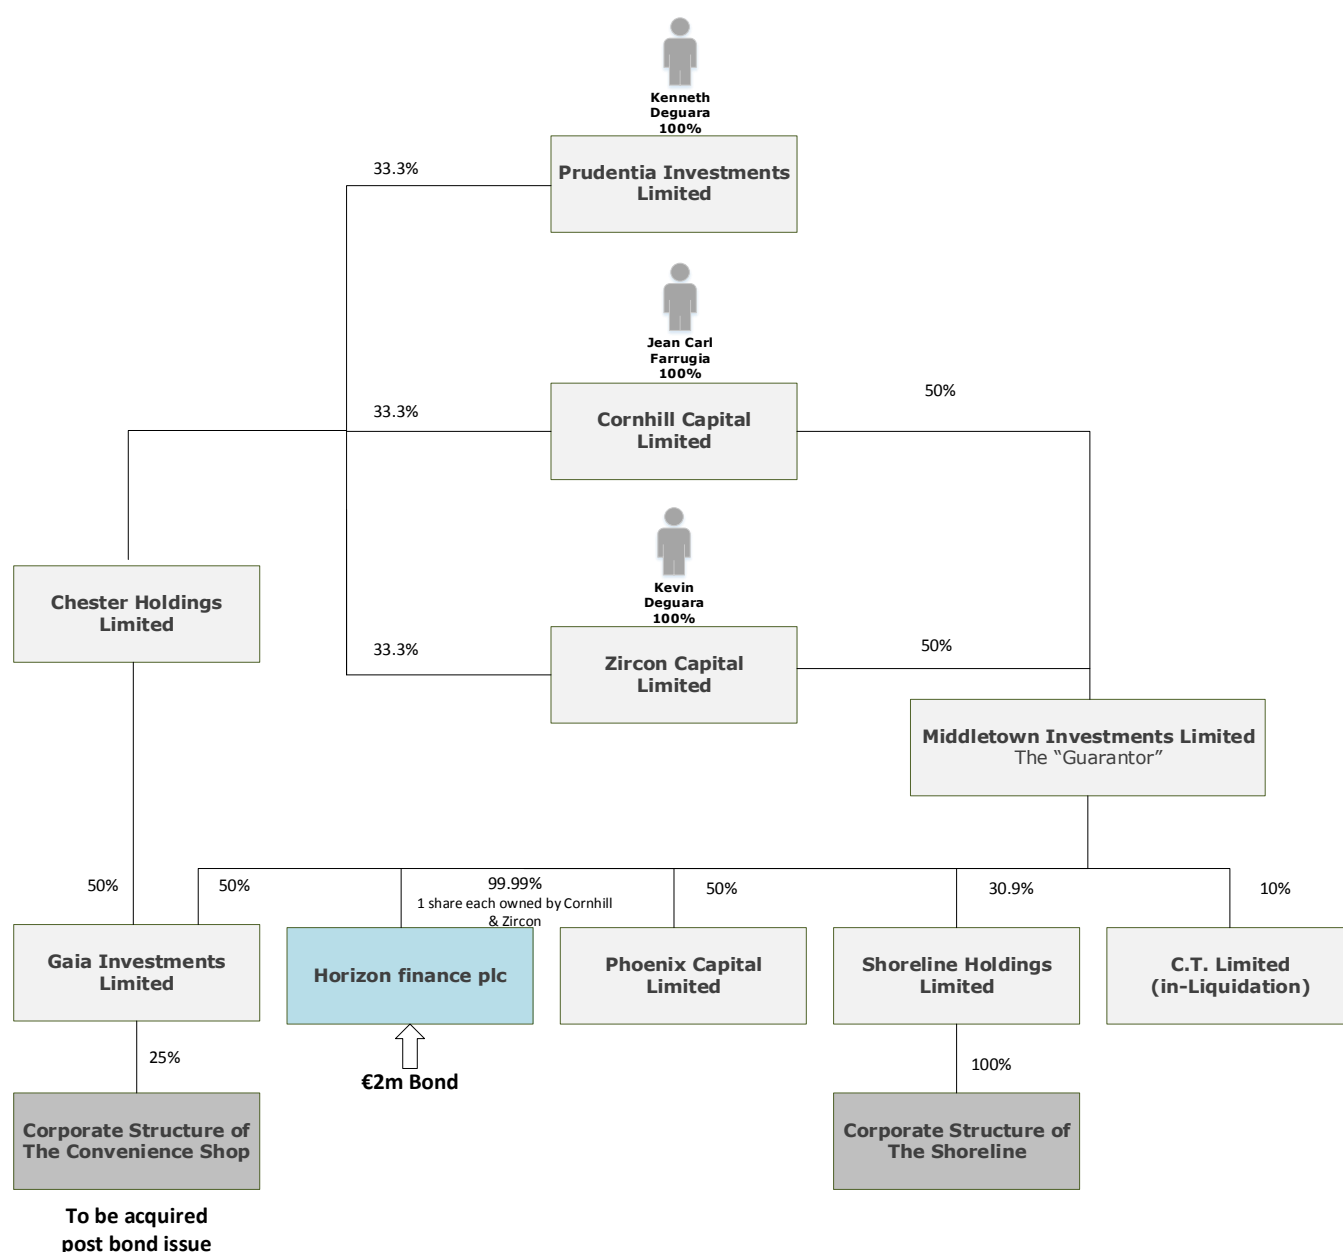 Kenneth
Deguara
100%
33.3%
Prudentia Investments
Limited
Jean Carl
Farrugia
100%
33.3%
Cornhill Capital
Limited
50%
Kevin
Deguara
100%
Chester Holdings
Limited
33.3%
Zircon Capital
Limited
50%
Middletown Investments Limited
The “Guarantor”
50%
50%
99.99%
1 share each owned by Cornhill
& Zircon
50%
30.9%
10%
Gaia Investments
Limited
Horizon finance plc
Phoenix Capital
Limited
Shoreline Holdings
Limited
C.T. Limited
(in-Liquidation)
25%
€2m Bond
100%
Corporate Structure of
The Convenience Shop
Corporate Structure of
The Shoreline
To be acquired
post bond issue